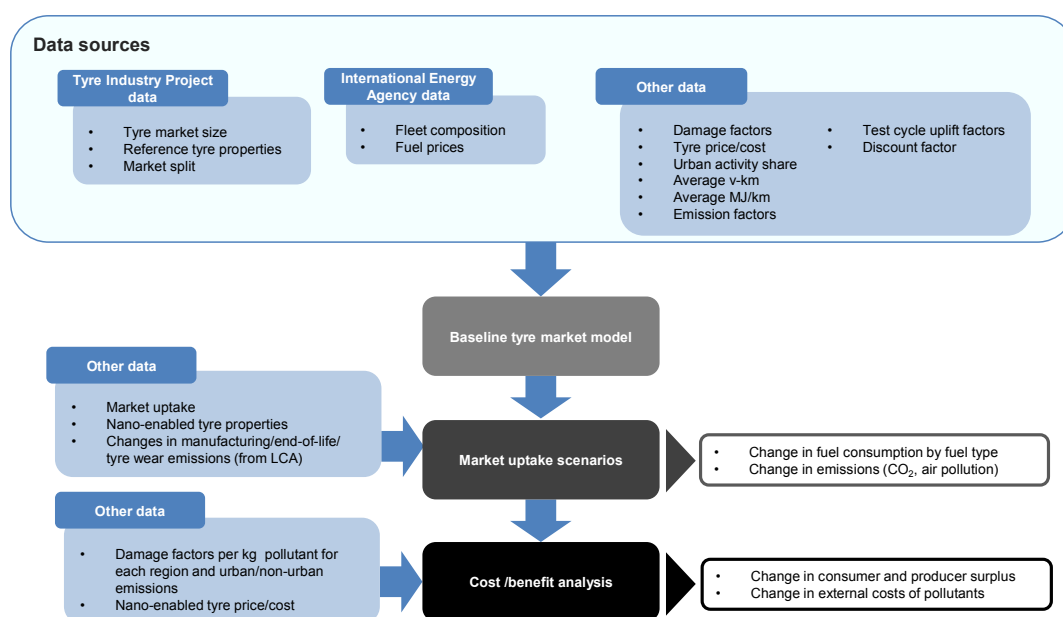 Data sources
Tyre Industry Project
data
• Tyre market size
• Reference tyre properties
• Market split
International Energy
Agency data
• Fleet composition
• Fuel prices
Other data
• Damage factors
• Tyre price/cost
• Urban activity share
• Average v-km
• Average MJ/km
• Emission factors
• Test cycle uplift factors
• Discount factor
Baseline tyre market model
Other data
• Market uptake
• Nano-enabled tyre properties
• Changes in manufacturing/end-of-life/
tyre wear emissions (from LCA)
Market uptake scenarios
• Change in fuel consumption by fuel type
• Change in emissions (CO₂, air pollution)
Other data
• Damage factors per kg pollutant for
each region and urban/non-urban
emissions
• Nano-enabled tyre price/cost
Cost /benefit analysis
• Change in consumer and producer surplus
• Change in external costs of pollutants